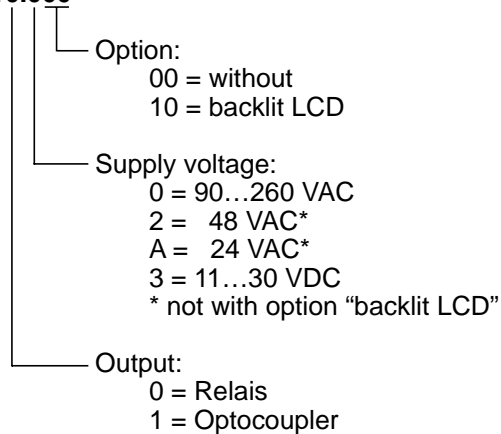 Option:
00 = without
10 = backlit LCD
Supply voltage:
0 = 90…260 VAC
2 = 48 VAC*
A = 24 VAC*
3 = 11…30 VDC
* not with option “backlit LCD”
Output:
0 = Relais
1 = Optocoupler